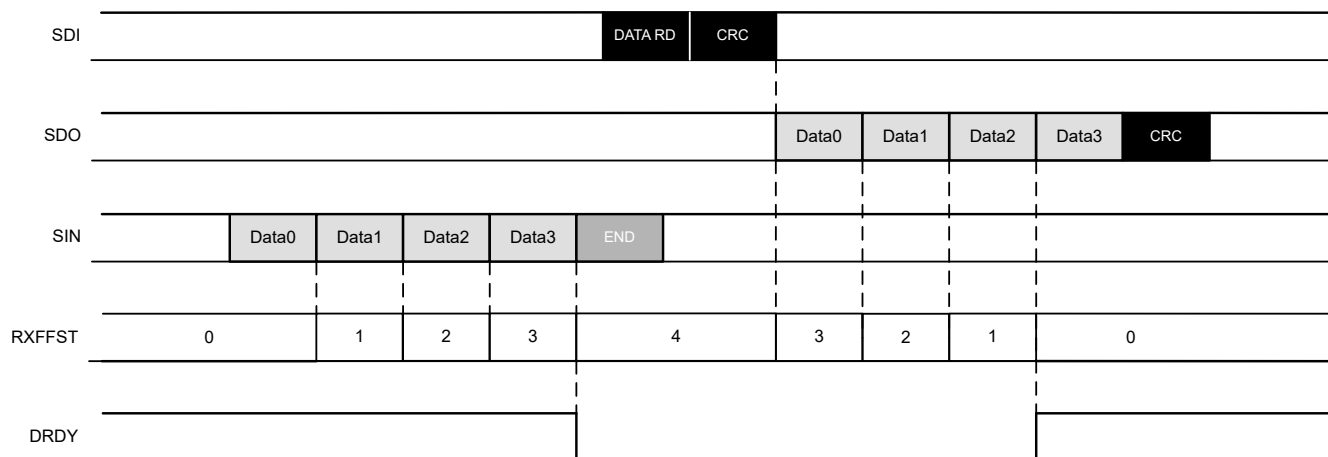 SDI DATA RD CRC
SDO Data0 Data1 Data2 Data3 CRC
SIN Data0 Data1 Data2 Data3 END
RXFFST 0 1 2 3 4 3 2 1 0
DRDY